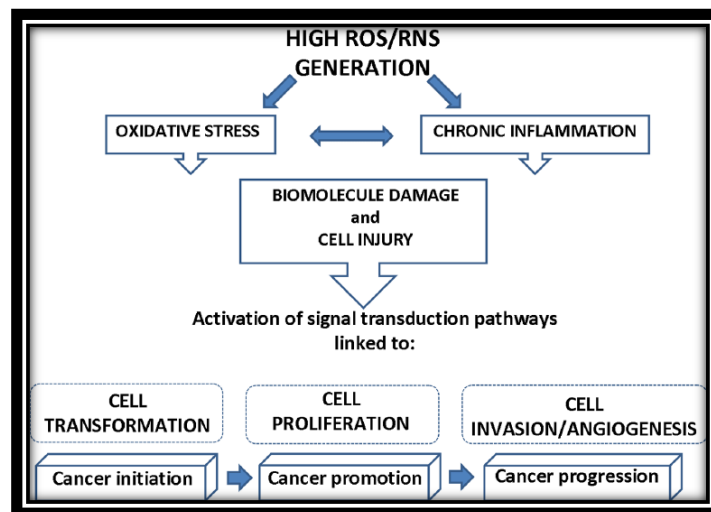 HIGH ROS/RNS
GENERATION
OXIDATIVE STRESS
CHRONIC INFLAMMATION
BIOMOLECULE DAMAGE
and
CELL INJURY
Activation of signal transduction pathways
linked to:
CELL
TRANSFORMATION
CELL
PROLIFERATION
CELL
INVASION/ANGIOGENESIS
Cancer initiation
Cancer promotion
Cancer progression